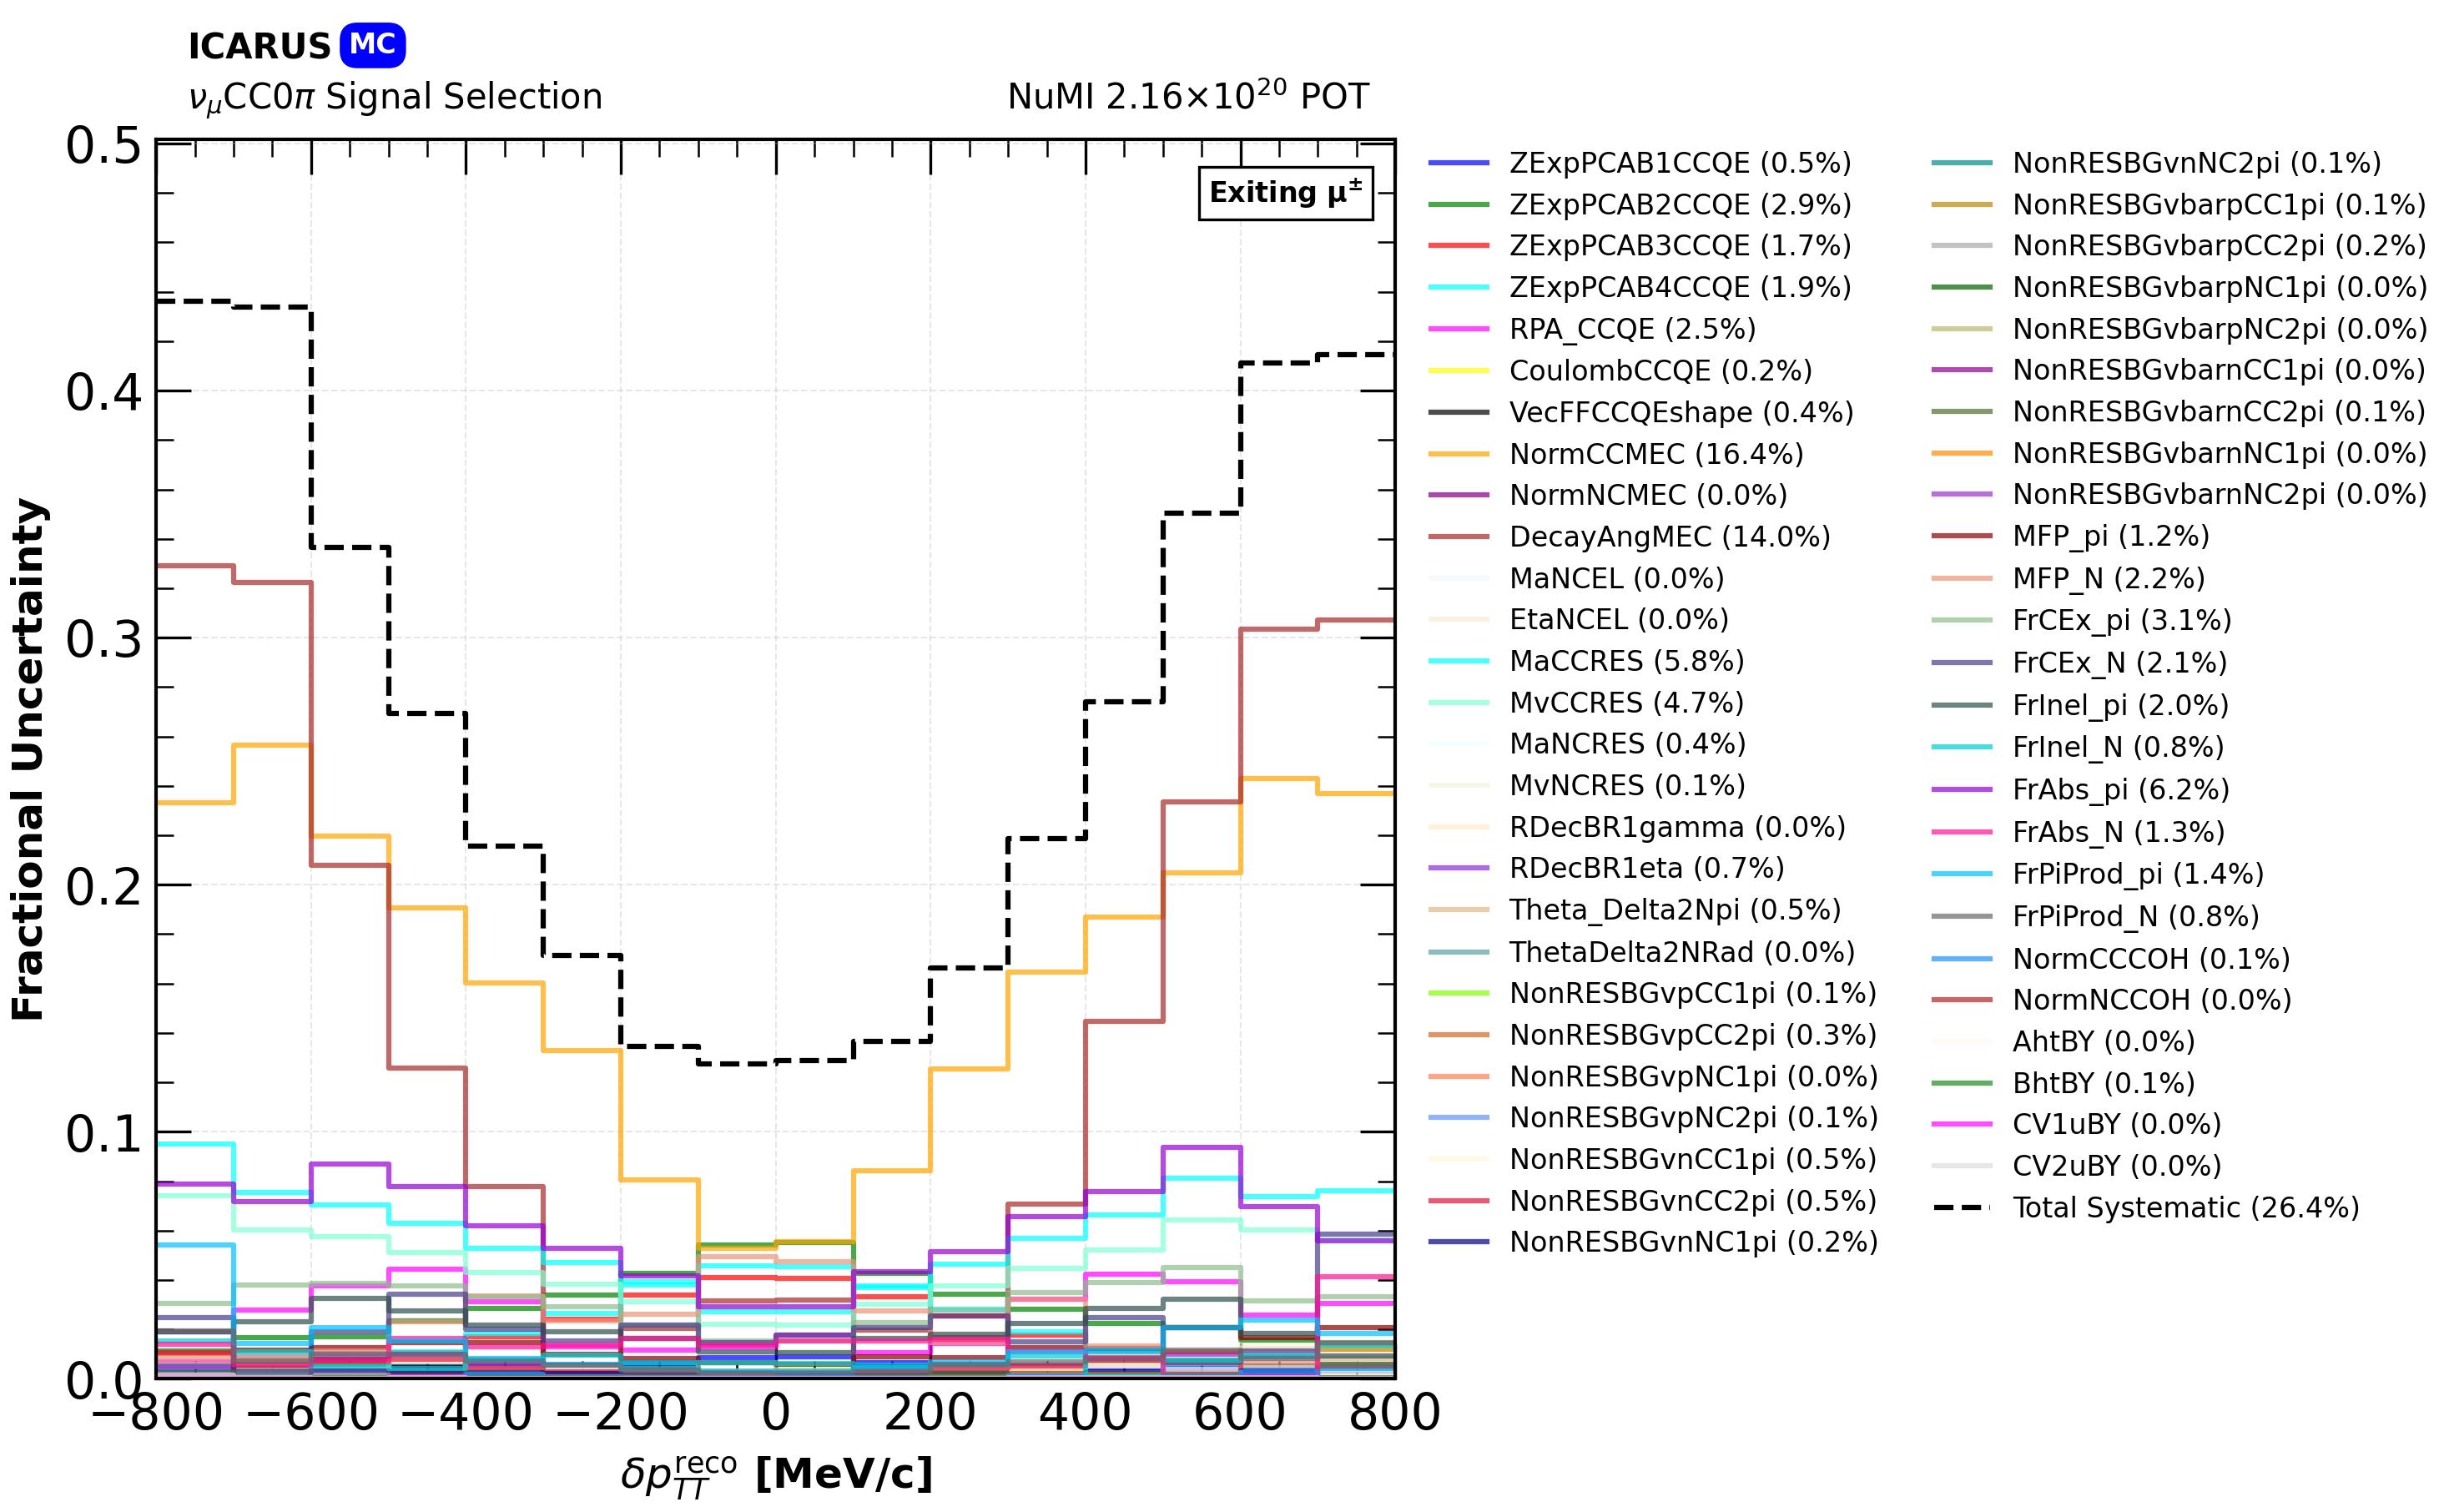 ICARUS MC
νμCC0π Signal Selection
NuMI 2.16×10^20 POT
Exiting μ±
Fractional Uncertainty
0.5
0.4
0.3
0.2
0.1
0.0
−800 −600 −400 −200 0 200 400 600 800
δp_TT^reco [MeV/c]
ZExpPCAB1CCQE (0.5%)
ZExpPCAB2CCQE (2.9%)
ZExpPCAB3CCQE (1.7%)
ZExpPCAB4CCQE (1.9%)
RPA_CCQE (2.5%)
CoulombCCQE (0.2%)
VecFFCCQEshape (0.4%)
NormCCMEC (16.4%)
NormNCMEC (0.0%)
DecayAngMEC (14.0%)
MaNCEL (0.0%)
EtaNCEL (0.0%)
MaCCRES (5.8%)
MvCCRES (4.7%)
MaNCRES (0.4%)
MvNCRES (0.1%)
RDecBR1gamma (0.0%)
RDecBR1eta (0.7%)
Theta_Delta2Npi (0.5%)
ThetaDelta2NRad (0.0%)
NonRESBGvpCC1pi (0.1%)
NonRESBGvpCC2pi (0.3%)
NonRESBGvpNC1pi (0.0%)
NonRESBGvpNC2pi (0.1%)
NonRESBGvnCC1pi (0.5%)
NonRESBGvnCC2pi (0.5%)
NonRESBGvnNC1pi (0.2%)
NonRESBGvnNC2pi (0.1%)
NonRESBGvbarpCC1pi (0.1%)
NonRESBGvbarpCC2pi (0.2%)
NonRESBGvbarpNC1pi (0.0%)
NonRESBGvbarpNC2pi (0.0%)
NonRESBGvbarnCC1pi (0.0%)
NonRESBGvbarnCC2pi (0.1%)
NonRESBGvbarnNC1pi (0.0%)
NonRESBGvbarnNC2pi (0.0%)
MFP_pi (1.2%)
MFP_N (2.2%)
FrCEx_pi (3.1%)
FrCEx_N (2.1%)
FrInel_pi (2.0%)
FrInel_N (0.8%)
FrAbs_pi (6.2%)
FrAbs_N (1.3%)
FrPiProd_pi (1.4%)
FrPiProd_N (0.8%)
NormCCCOH (0.1%)
NormNCCOH (0.0%)
AhtBY (0.0%)
BhtBY (0.1%)
CV1uBY (0.0%)
CV2uBY (0.0%)
Total Systematic (26.4%)